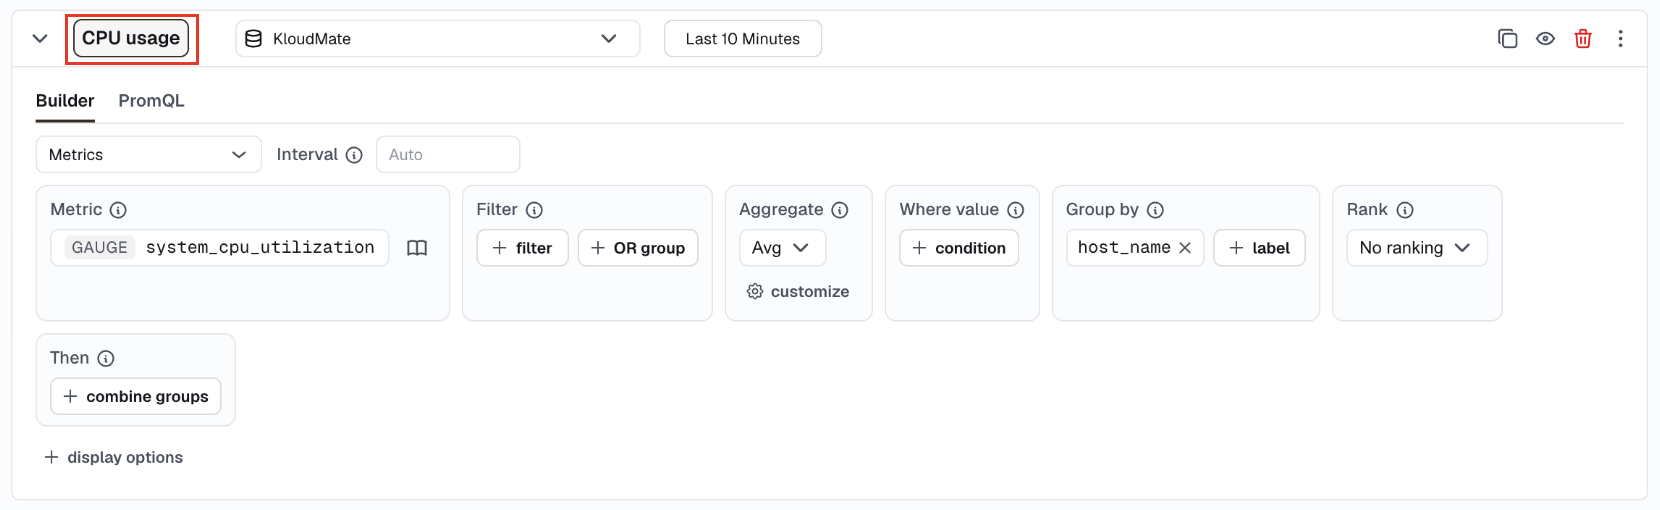 CPU usage KloudMate Last 10 Minutes
Builder PromQL
Metrics Interval Auto
Metric Filter Aggregate Where value Group by Rank
GAUGE system_cpu_utilization + filter + OR group Avg + condition host_name × + label No ranking
customize
Then
+ combine groups
+ display options